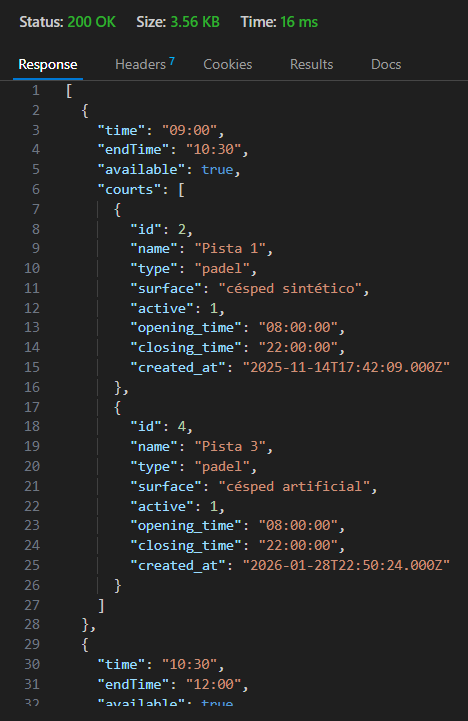 Status: 200 OK Size: 3.56 KB Time: 16 ms
Response Headers 7 Cookies Results Docs
1 [
2 {
3 "time": "09:00",
4 "endTime": "10:30",
5 "available": true,
6 "courts": [
7 {
8 "id": 2,
9 "name": "Pista 1",
10 "type": "padel",
11 "surface": "césped sintético",
12 "active": 1,
13 "opening_time": "08:00:00",
14 "closing_time": "22:00:00",
15 "created_at": "2025-11-14T17:42:09.000Z"
16 },
17 {
18 "id": 4,
19 "name": "Pista 3",
20 "type": "padel",
21 "surface": "césped artificial",
22 "active": 1,
23 "opening_time": "08:00:00",
24 "closing_time": "22:00:00",
25 "created_at": "2026-01-28T22:50:24.000Z"
26 }
27 ]
28 },
29 {
30 "time": "10:30",
31 "endTime": "12:00",
32 "available": true